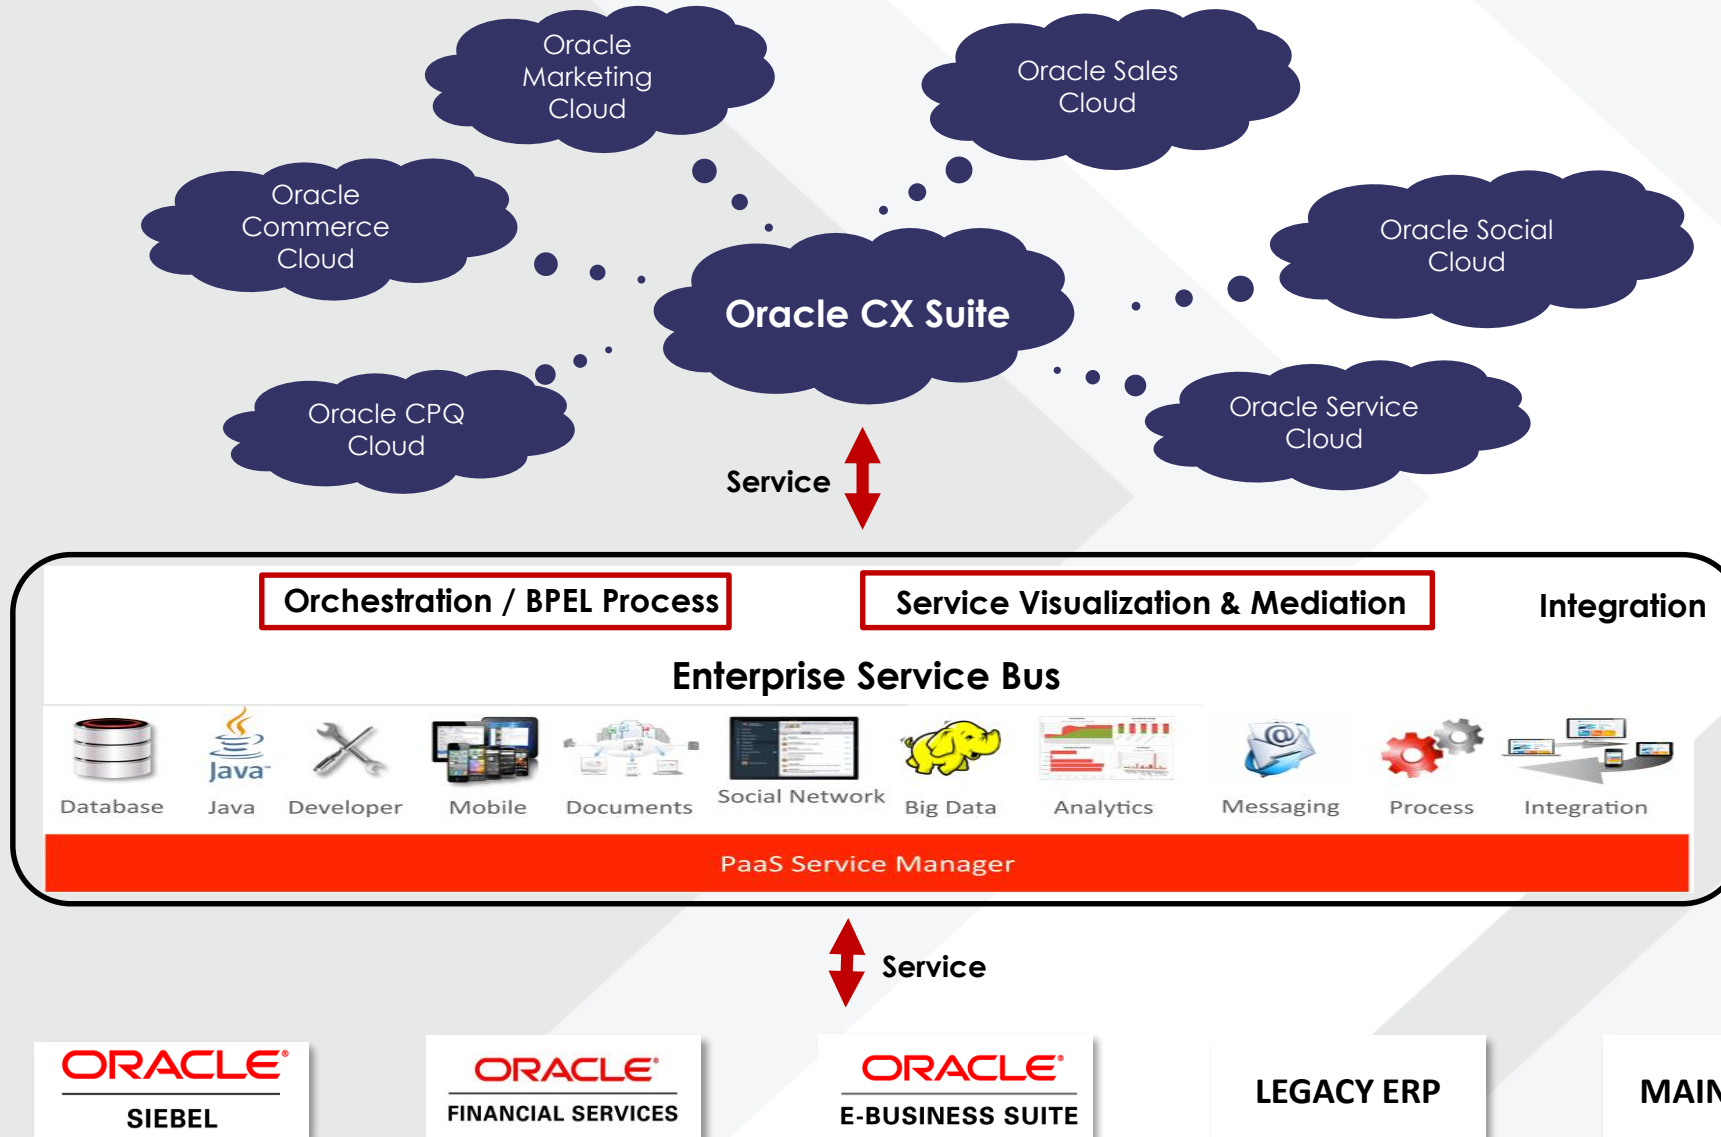 Oracle
Marketing
Cloud
Oracle Sales
Cloud
Oracle
Commerce
Cloud
Oracle Social
Cloud
Oracle CX Suite
Oracle CPQ
Cloud
Oracle Service
Cloud
Service
Orchestration / BPEL Process
Service Visualization & Mediation
Integration
Enterprise Service Bus
Java™
Database
Java
Developer
Mobile
Documents
Social Network
Big Data
Analytics
Messaging
Process
Integration
PaaS Service Manager
Service
ORACLE®
SIEBEL
ORACLE®
FINANCIAL SERVICES
ORACLE®
E-BUSINESS SUITE
LEGACY ERP
MAIN